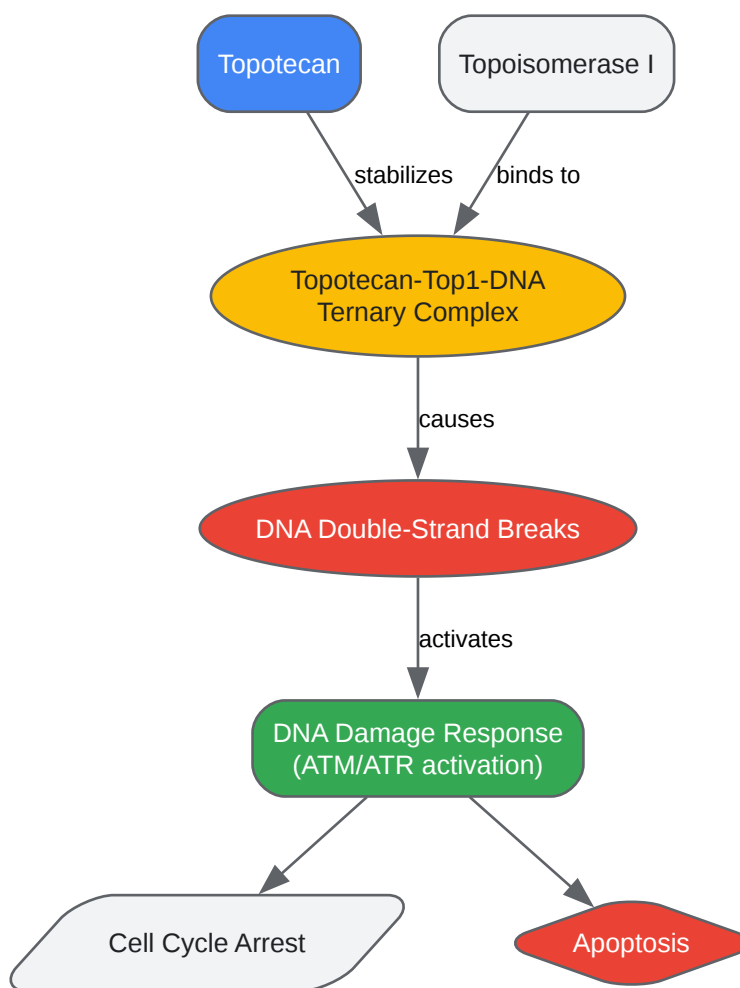 Topotecan
Topoisomerase I
stabilizes
binds to
Topotecan-Top1-DNA
Ternary Complex
causes
DNA Double-Strand Breaks
activates
DNA Damage Response
(ATM/ATR activation)
Cell Cycle Arrest
Apoptosis